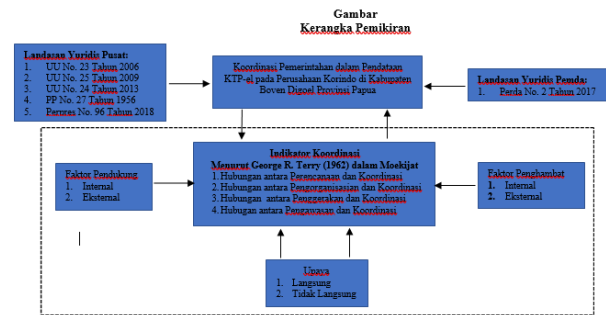 Gambar
Kerangka Pemikiran
Landasan Yuridis Pusat:
1. UU No. 23 Tahun 2006
2. UU No. 25 Tahun 2009
3. UU No. 24 Tahun 2013
4. PP No. 27 Tahun 1956
5. Perpres No. 96 Tahun 2018
Koordinasi Pemerintahan dalam Pendataan
KTP-el pada Perusahaan Korindo di Kabupaten
Boven Digoel Provinsi Papua
Landasan Yuridis Pemda:
1. Perda No. 2 Tahun 2017
Indikator Koordinasi
Menurut George R. Terry (1962) dalam Moekijat
1. Hubungan antara Perencanaan dan Koordinasi
2. Hubungan antara Pengorganisasian dan Koordinasi
3. Hubungan antara Penggerakan dan Koordinasi
4. Hubungan antara Pengawasan dan Koordinasi
Faktor Pendukung
1. Internal
2. Eksternal
Faktor Penghambat
1. Internal
2. Eksternal
Upaya
1. Langsung
2. Tidak Langsung